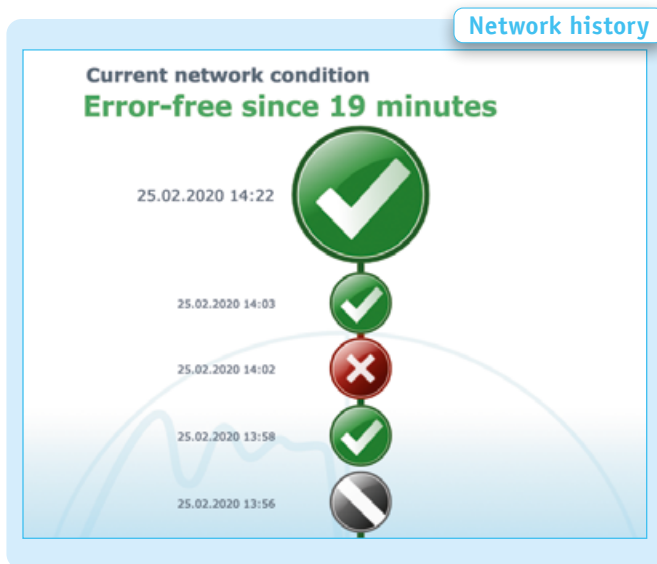 Network history
Current network condition
Error-free since 19 minutes
25.02.2020 14:22
25.02.2020 14:03
25.02.2020 14:02
25.02.2020 13:58
25.02.2020 13:56